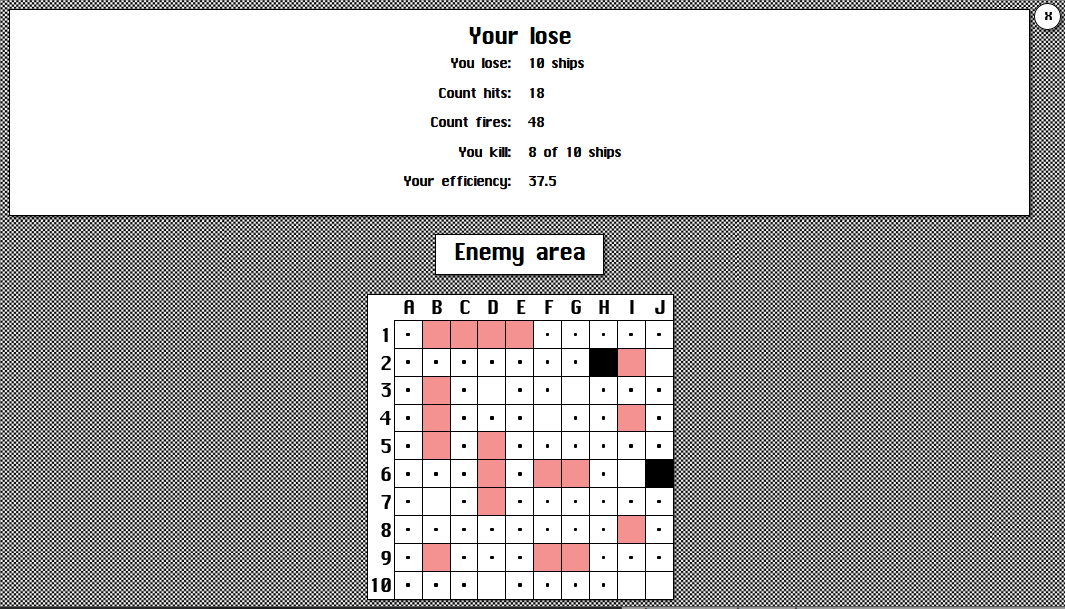 x
Your lose
You lose: 10 ships
Count hits: 18
Count fires: 48
You kill: 8 of 10 ships
Your efficiency: 37.5
Enemy area
A B C D E F G H I J
1
2
3
4
5
6
7
8
9
10